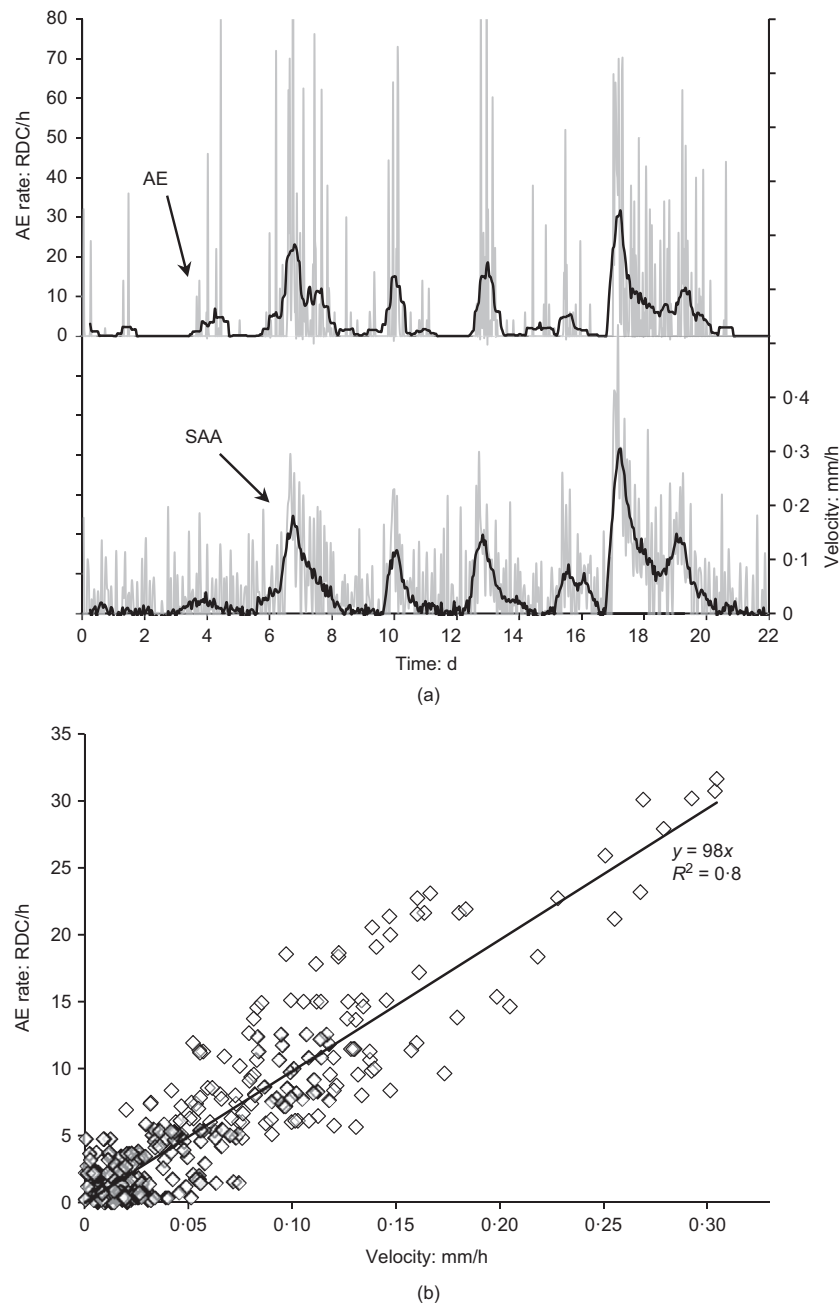 80
70
60
50
40
30
20
10
0
AE rate: RDC/h
AE
SAA
0·4
0·3
0·2
0·1
0
Velocity: mm/h
0 2 4 6 8 10 12 14 16 18 20 22
Time: d
(a)
35
30
25
20
15
10
5
0
AE rate: RDC/h
y = 98x
R² = 0·8
0 0·05 0·10 0·15 0·20 0·25 0·30
Velocity: mm/h
(b)